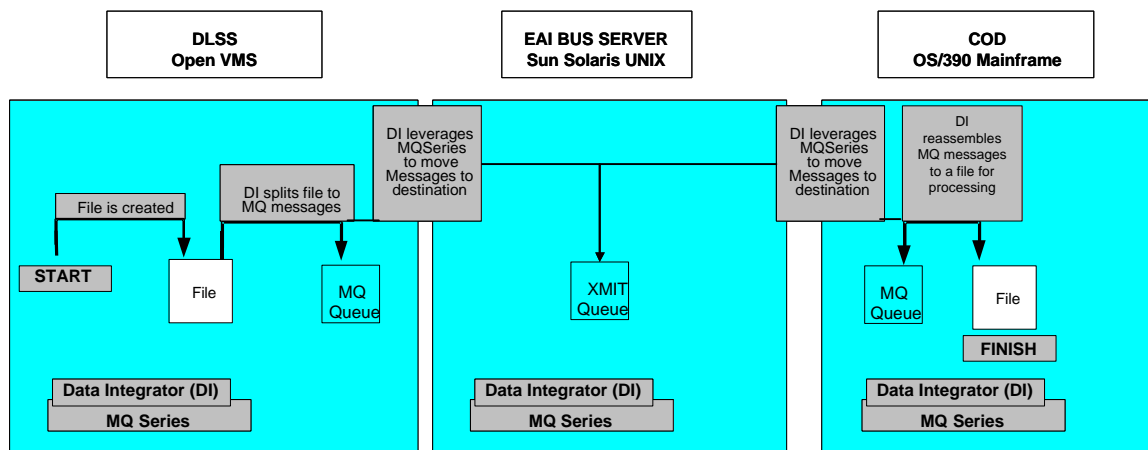 DLSS
Open VMS
EAI BUS SERVER
Sun Solaris UNIX
COD
OS/390 Mainframe
File is created
DI splits file to
MQ messages
DI leverages
MQSeries
to move
Messages to
destination
DI leverages
MQSeries
to move
Messages to
destination
DI
reassembles
MQ messages
to a file for
processing
START
File
MQ
Queue
XMIT
Queue
MQ
Queue
File
FINISH
Data Integrator (DI)
MQ Series
Data Integrator (DI)
MQ Series
Data Integrator (DI)
MQ Series